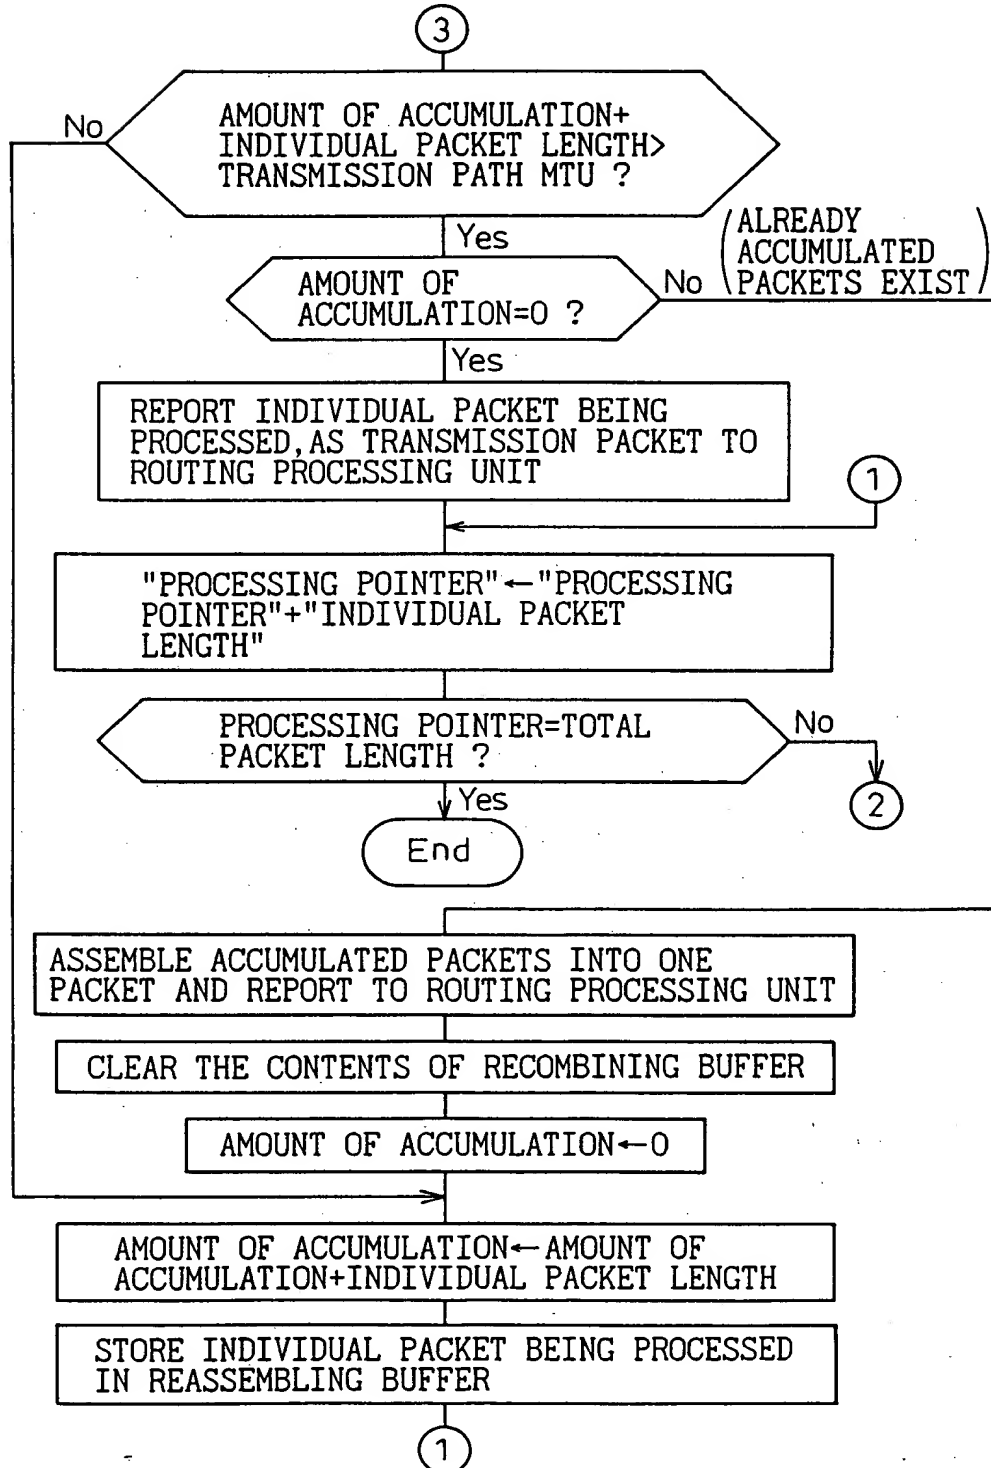 3
AMOUNT OF ACCUMULATION+
INDIVIDUAL PACKET LENGTH>
TRANSMISSION PATH MTU ?
No
Yes
AMOUNT OF
ACCUMULATION=0 ?
No
(ALREADY
ACCUMULATED
PACKETS EXIST)
Yes
REPORT INDIVIDUAL PACKET BEING
PROCESSED, AS TRANSMISSION PACKET TO
ROUTING PROCESSING UNIT
1
"PROCESSING POINTER"←"PROCESSING
POINTER"+"INDIVIDUAL PACKET
LENGTH"
PROCESSING POINTER=TOTAL
PACKET LENGTH ?
No
2
Yes
End
ASSEMBLE ACCUMULATED PACKETS INTO ONE
PACKET AND REPORT TO ROUTING PROCESSING UNIT
CLEAR THE CONTENTS OF RECOMBINING BUFFER
AMOUNT OF ACCUMULATION←0
AMOUNT OF ACCUMULATION←AMOUNT OF
ACCUMULATION+INDIVIDUAL PACKET LENGTH
STORE INDIVIDUAL PACKET BEING PROCESSED
IN REASSEMBLING BUFFER
1